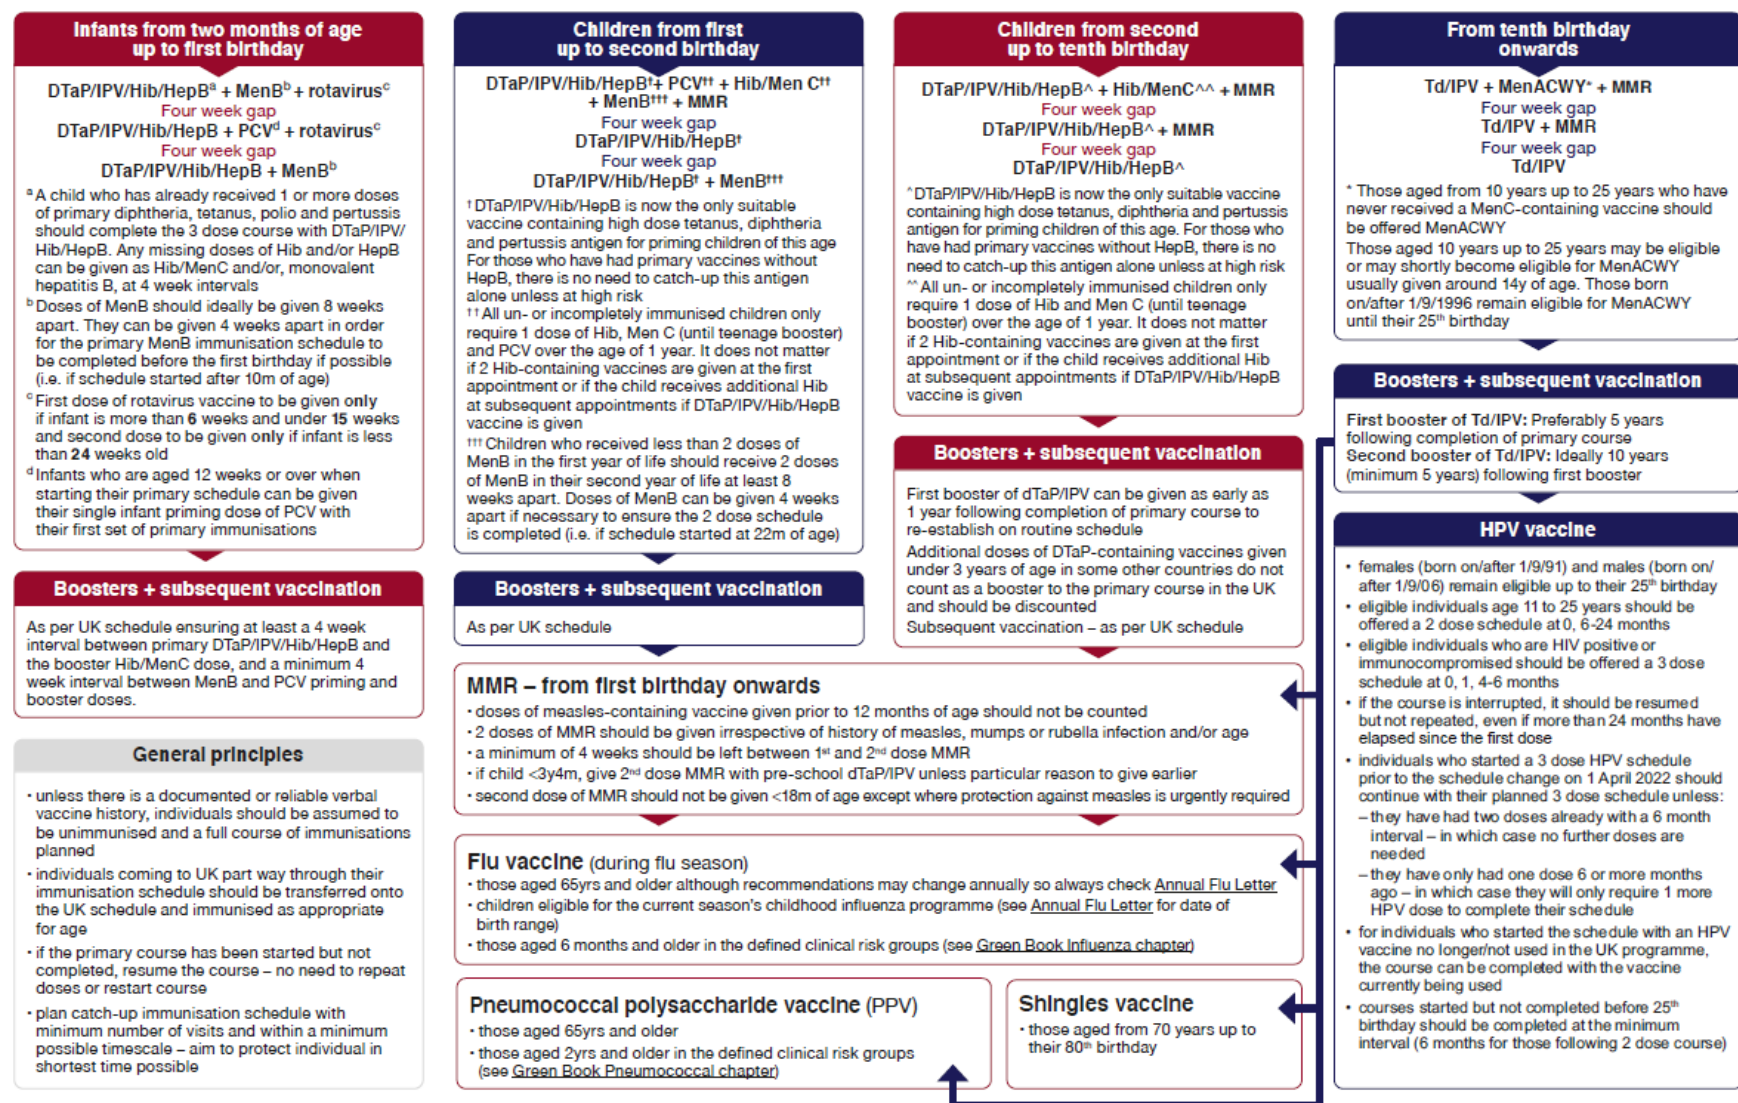 Infants from two months of age
up to first birthday
DTaP/IPV/Hib/HepBᵃ + MenBᵇ + rotavirusᶜ
Four week gap
DTaP/IPV/Hib/HepB + PCVᵈ + rotavirusᶜ
Four week gap
DTaP/IPV/Hib/HepB + MenBᵇ
ᵃ A child who has already received 1 or more doses
of primary diphtheria, tetanus, polio and pertussis
should complete the 3 dose course with DTaP/IPV/
Hib/HepB. Any missing doses of Hib and/or HepB
can be given as Hib/MenC and/or, monovalent
hepatitis B, at 4 week intervals
ᵇ Doses of MenB should ideally be given 8 weeks
apart. They can be given 4 weeks apart in order
for the primary MenB immunisation schedule to
be completed before the first birthday if possible
(i.e. if schedule started after 10m of age)
ᶜ First dose of rotavirus vaccine to be given only
if infant is more than 6 weeks and under 15 weeks
and second dose to be given only if infant is less
than 24 weeks old
ᵈ Infants who are aged 12 weeks or over when
starting their primary schedule can be given
their single infant priming dose of PCV with
their first set of primary immunisations
Boosters + subsequent vaccination
As per UK schedule ensuring at least a 4 week
interval between primary DTaP/IPV/Hib/HepB and
the booster Hib/MenC dose, and a minimum 4
week interval between MenB and PCV priming and
booster doses.
General principles
• unless there is a documented or reliable verbal
vaccine history, individuals should be assumed to
be unimmunised and a full course of immunisations
planned
• individuals coming to UK part way through their
immunisation schedule should be transferred onto
the UK schedule and immunised as appropriate
for age
• if the primary course has been started but not
completed, resume the course – no need to repeat
doses or restart course
• plan catch-up immunisation schedule with
minimum number of visits and within a minimum
possible timescale – aim to protect individual in
shortest time possible
Children from first
up to second birthday
DTaP/IPV/Hib/HepB†+ PCV†† + Hib/Men C††
+ MenB††† + MMR
Four week gap
DTaP/IPV/Hib/HepB†
Four week gap
DTaP/IPV/Hib/HepB† + MenB†††
† DTaP/IPV/Hib/HepB is now the only suitable
vaccine containing high dose tetanus, diphtheria
and pertussis antigen for priming children of this age
For those who have had primary vaccines without
HepB, there is no need to catch-up this antigen
alone unless at high risk
†† All un- or incompletely immunised children only
require 1 dose of Hib, Men C (until teenage booster)
and PCV over the age of 1 year. It does not matter
if 2 Hib-containing vaccines are given at the first
appointment or if the child receives additional Hib
at subsequent appointments if DTaP/IPV/Hib/HepB
vaccine is given
††† Children who received less than 2 doses of
MenB in the first year of life should receive 2 doses
of MenB in their second year of life at least 8
weeks apart. Doses of MenB can be given 4 weeks
apart if necessary to ensure the 2 dose schedule
is completed (i.e. if schedule started at 22m of age)
Boosters + subsequent vaccination
As per UK schedule
Children from second
up to tenth birthday
DTaP/IPV/Hib/HepB^ + Hib/MenC^^ + MMR
Four week gap
DTaP/IPV/Hib/HepB^ + MMR
Four week gap
DTaP/IPV/Hib/HepB^
^ DTaP/IPV/Hib/HepB is now the only suitable vaccine
containing high dose tetanus, diphtheria and pertussis
antigen for priming children of this age. For those who
have had primary vaccines without HepB, there is no
need to catch-up this antigen alone unless at high risk
^^ All un- or incompletely immunised children only
require 1 dose of Hib and Men C (until teenage
booster) over the age of 1 year. It does not matter
if 2 Hib-containing vaccines are given at the first
appointment or if the child receives additional Hib
at subsequent appointments if DTaP/IPV/Hib/HepB
vaccine is given
Boosters + subsequent vaccination
First booster of dTaP/IPV can be given as early as
1 year following completion of primary course to
re-establish on routine schedule
Additional doses of DTaP-containing vaccines given
under 3 years of age in some other countries do not
count as a booster to the primary course in the UK
and should be discounted
Subsequent vaccination – as per UK schedule
MMR – from first birthday onwards
• doses of measles-containing vaccine given prior to 12 months of age should not be counted
• 2 doses of MMR should be given irrespective of history of measles, mumps or rubella infection and/or age
• a minimum of 4 weeks should be left between 1st and 2nd dose MMR
• if child <3y4m, give 2nd dose MMR with pre-school dTaP/IPV unless particular reason to give earlier
• second dose of MMR should not be given <18m of age except where protection against measles is urgently required
Flu vaccine (during flu season)
• those aged 65yrs and older although recommendations may change annually so always check Annual Flu Letter
• children eligible for the current season's childhood influenza programme (see Annual Flu Letter for date of
birth range)
• those aged 6 months and older in the defined clinical risk groups (see Green Book Influenza chapter)
Pneumococcal polysaccharide vaccine (PPV)
• those aged 65yrs and older
• those aged 2yrs and older in the defined clinical risk groups
(see Green Book Pneumococcal chapter)
Shingles vaccine
• those aged from 70 years up to
their 80th birthday
From tenth birthday
onwards
Td/IPV + MenACWY* + MMR
Four week gap
Td/IPV + MMR
Four week gap
Td/IPV
* Those aged from 10 years up to 25 years who have
never received a MenC-containing vaccine should
be offered MenACWY
Those aged 10 years up to 25 years may be eligible
or may shortly become eligible for MenACWY
usually given around 14y of age. Those born
on/after 1/9/1996 remain eligible for MenACWY
until their 25th birthday
Boosters + subsequent vaccination
First booster of Td/IPV: Preferably 5 years
following completion of primary course
Second booster of Td/IPV: Ideally 10 years
(minimum 5 years) following first booster
HPV vaccine
• females (born on/after 1/9/91) and males (born on/
after 1/9/06) remain eligible up to their 25th birthday
• eligible individuals age 11 to 25 years should be
offered a 2 dose schedule at 0, 6-24 months
• eligible individuals who are HIV positive or
immunocompromised should be offered a 3 dose
schedule at 0, 1, 4-6 months
• if the course is interrupted, it should be resumed
but not repeated, even if more than 24 months have
elapsed since the first dose
• individuals who started a 3 dose HPV schedule
prior to the schedule change on 1 April 2022 should
continue with their planned 3 dose schedule unless:
– they have had two doses already with a 6 month
interval – in which case no further doses are
needed
– they have only had one dose 6 or more months
ago – in which case they will only require 1 more
HPV dose to complete their schedule
• for individuals who started the schedule with an HPV
vaccine no longer/not used in the UK programme,
the course can be completed with the vaccine
currently being used
• courses started but not completed before 25th
birthday should be completed at the minimum
interval (6 months for those following 2 dose course)